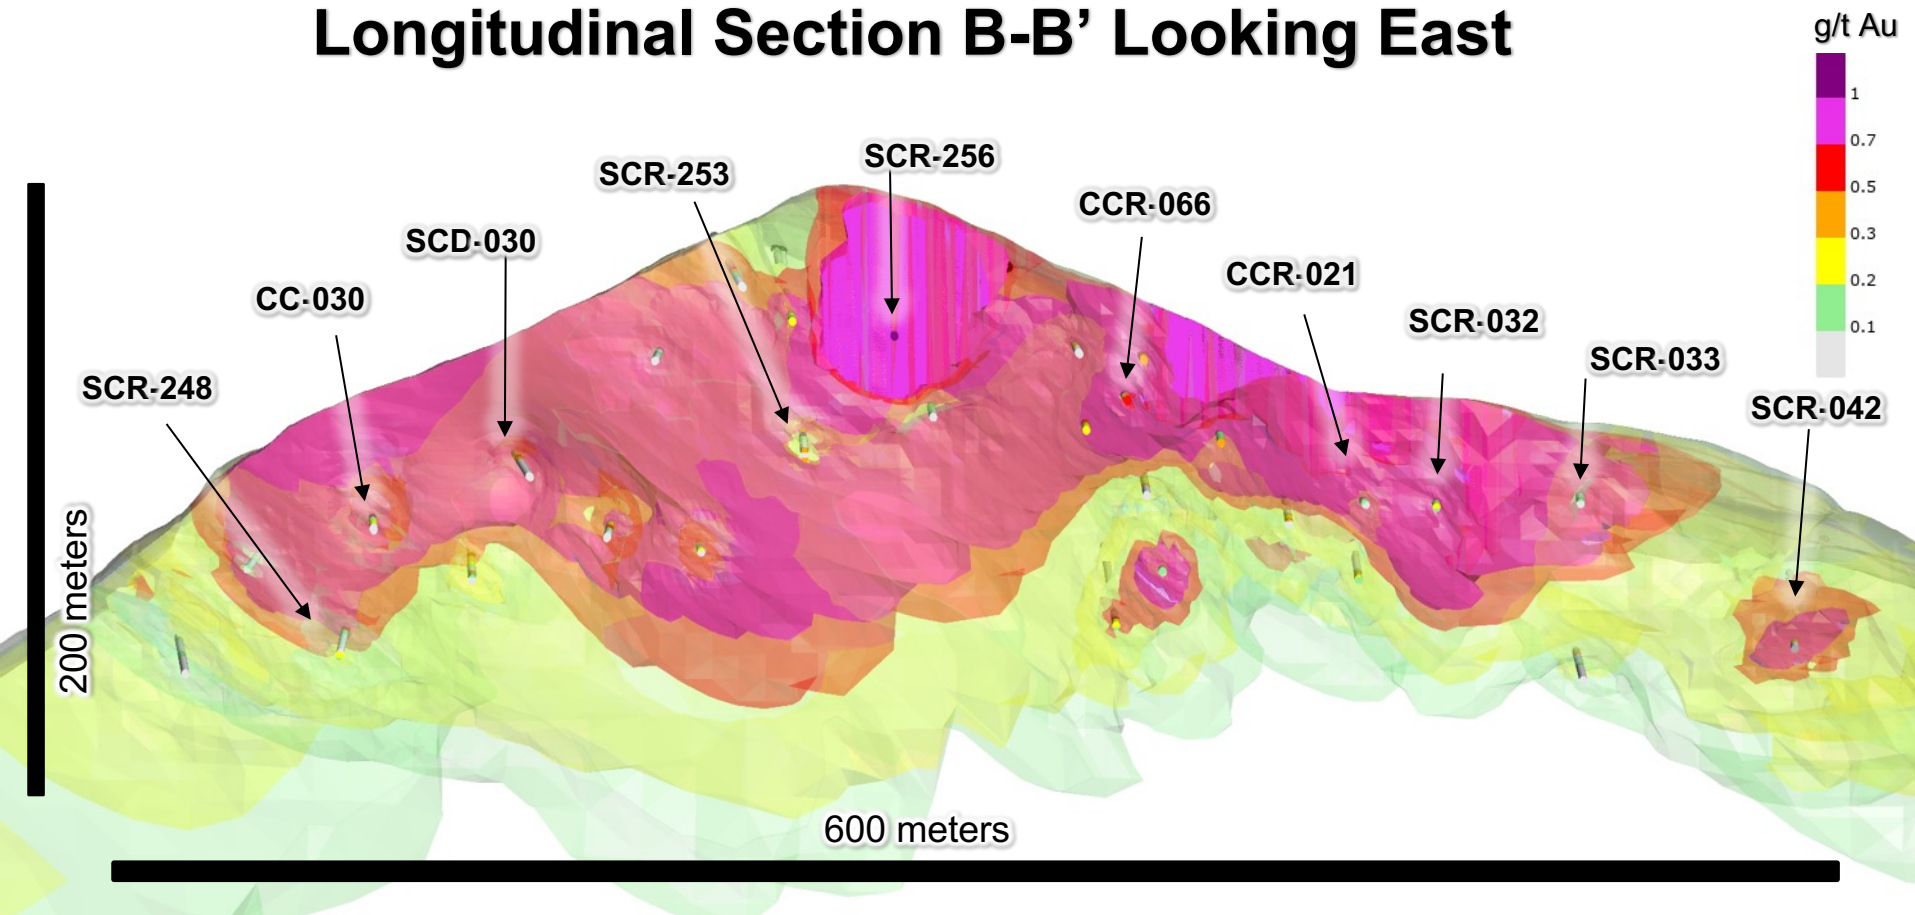 Longitudinal Section B-B’ Looking East
g/t Au
1
0.7
0.5
0.3
0.2
0.1
SCR-256
SCR-253
CCR-066
SCD-030
CCR-021
CC-030
SCR-032
SCR-033
SCR-248
SCR-042
200 meters
600 meters